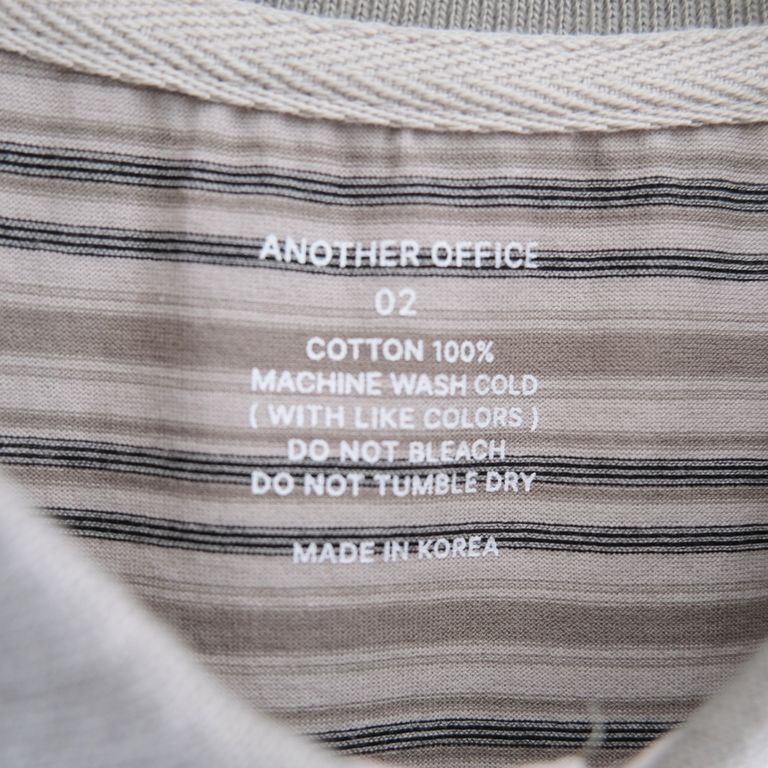 ANOTHER OFFICE
02
COTTON 100%
MACHINE WASH COLD
( WITH LIKE COLORS )
DO NOT BLEACH
DO NOT TUMBLE DRY
MADE IN KOREA